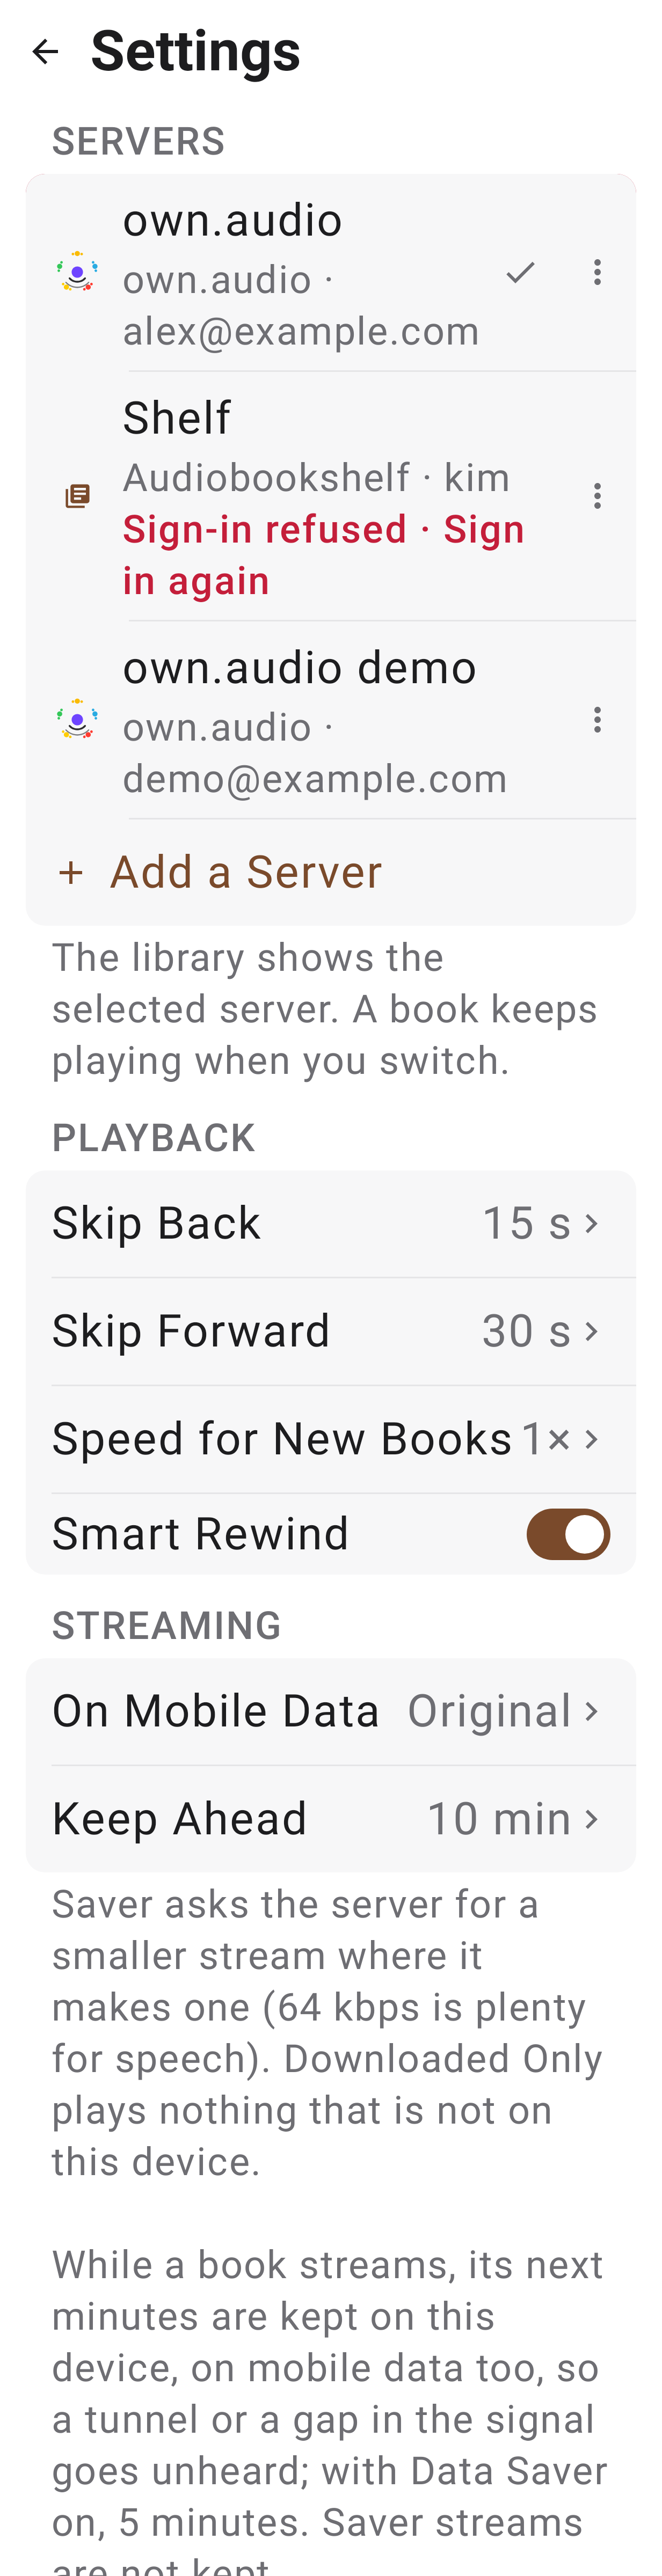 Settings
SERVERS
own.audio
own.audio ·
alex@example.com
Shelf
Audiobookshelf · kim
Sign-in refused · Sign
in again
own.audio demo
own.audio ·
demo@example.com
+ Add a Server
The library shows the
selected server. A book keeps
playing when you switch.
PLAYBACK
Skip Back 15 s
Skip Forward 30 s
Speed for New Books 1×
Smart Rewind
STREAMING
On Mobile Data Original
Keep Ahead 10 min
Saver asks the server for a
smaller stream where it
makes one (64 kbps is plenty
for speech). Downloaded Only
plays nothing that is not on
this device.
While a book streams, its next
minutes are kept on this
device, on mobile data too, so
a tunnel or a gap in the signal
goes unheard; with Data Saver
on, 5 minutes. Saver streams
are not kept